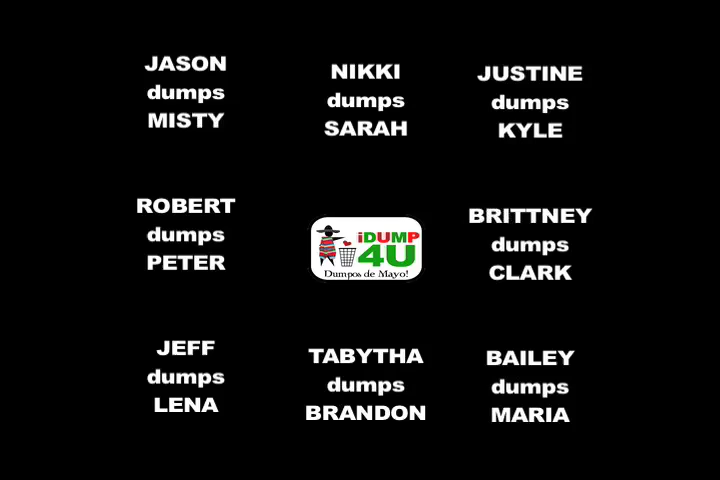 JASON
dumps
MISTY
NIKKI
dumps
SARAH
JUSTINE
dumps
KYLE
ROBERT
dumps
PETER
iDUMP
4U
Dumpos de Mayo!
BRITTNEY
dumps
CLARK
JEFF
dumps
LENA
TABYTHA
dumps
BRANDON
BAILEY
dumps
MARIA